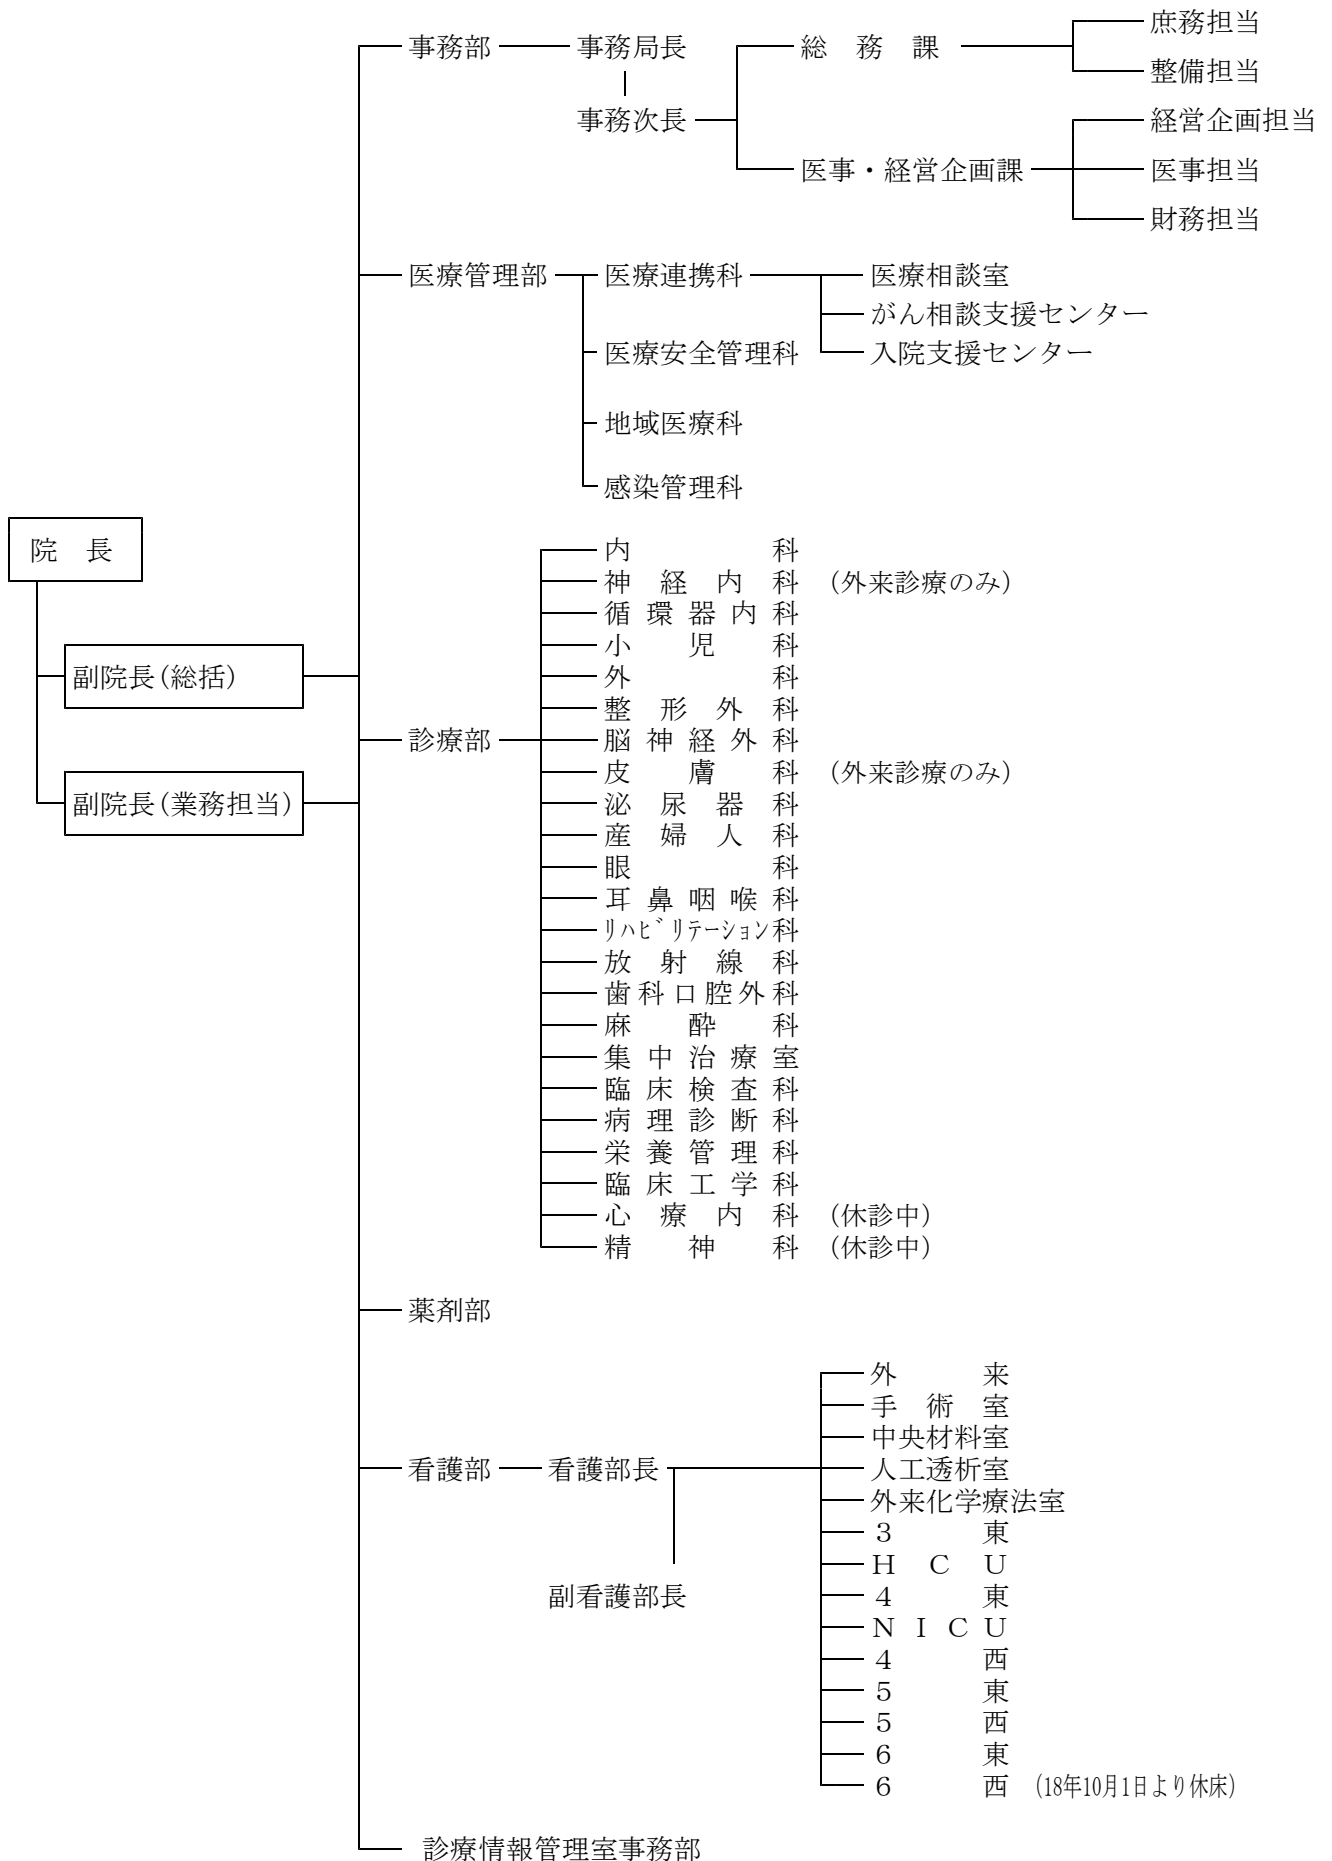 庶務担当
事務部 事務局長 総務課
整備担当
事務次長 経営企画担当
医事・経営企画課 医事担当
財務担当
医療管理部 医療連携科 医療相談室
がん相談支援センター
医療安全管理科 入院支援センター
地域医療科
感染管理科
院長
内科
神経内科 (外来診療のみ)
循環器内科
小児科
副院長(総括) 外科
整形外科
診療部 脳神経外科
皮膚科 (外来診療のみ)
副院長(業務担当) 泌尿器科
産婦人科
眼科
耳鼻咽喉科
リハビリテーション科
放射線科
歯科口腔外科
麻酔科
集中治療室
臨床検査科
病理診断科
栄養管理科
臨床工学科
心療内科 (休診中)
精神科 (休診中)
薬剤部
外来
手術室
中央材料室
看護部 看護部長 人工透析室
外来化学療法室
3東
HCU
副看護部長 4東
NICU
4西
5東
5西
6東
6西 (18年10月1日より休床)
診療情報管理室事務部